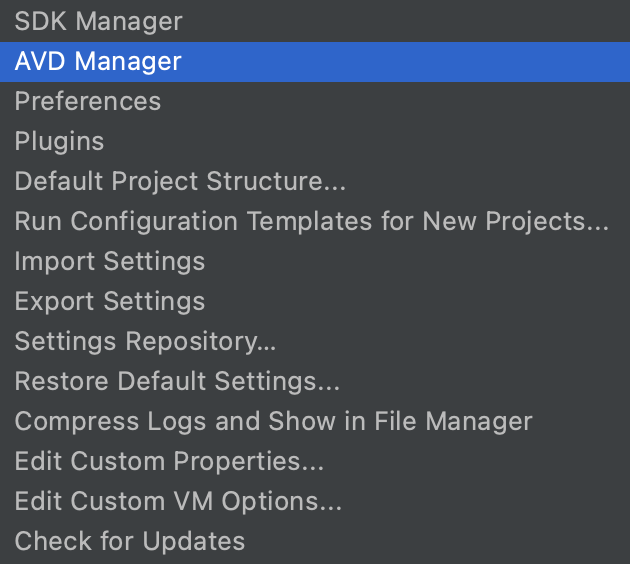 SDK Manager
AVD Manager
Preferences
Plugins
Default Project Structure...
Run Configuration Templates for New Projects...
Import Settings
Export Settings
Settings Repository...
Restore Default Settings...
Compress Logs and Show in File Manager
Edit Custom Properties...
Edit Custom VM Options...
Check for Updates